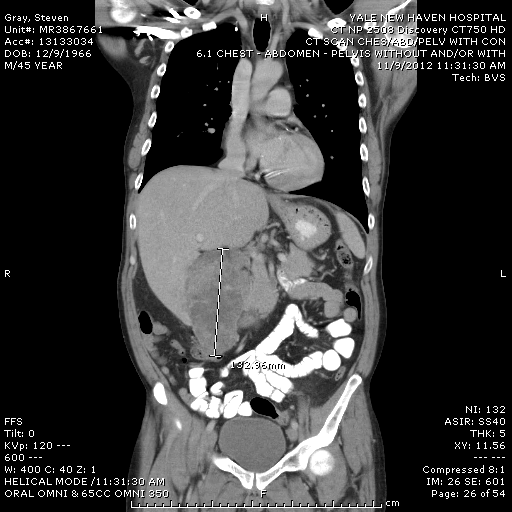 Gray, Steven
Unit#: MR3867661
Acc#: 13133034
DOB: 12/9/1966
M/45 YEAR
H
YALE NEW HAVEN HOSPITAL
CTNP 2508 Discovery CT750 HD
CT SCAN CHES/ABD/PELV WITH CON
6.1 CHEST - ABDOMEN - PELVIS WITHOUT AND/OR WITH
11/9/2012 11:31:30 AM
Tech: BVS
R
L
132.96mm
FFS
Tilt: 0
KVp: 120 ---
600 ---
W: 400 C: 40 Z: 1
HELICAL MODE /11:31:30 AM
ORAL OMNI & 65CC OMNI 350
F
cm
NI: 132
ASIR: SS40
THK: 5
XY: 11.56
--- ---
Compressed 8:1
IM: 26 SE: 601
Page: 26 of 54